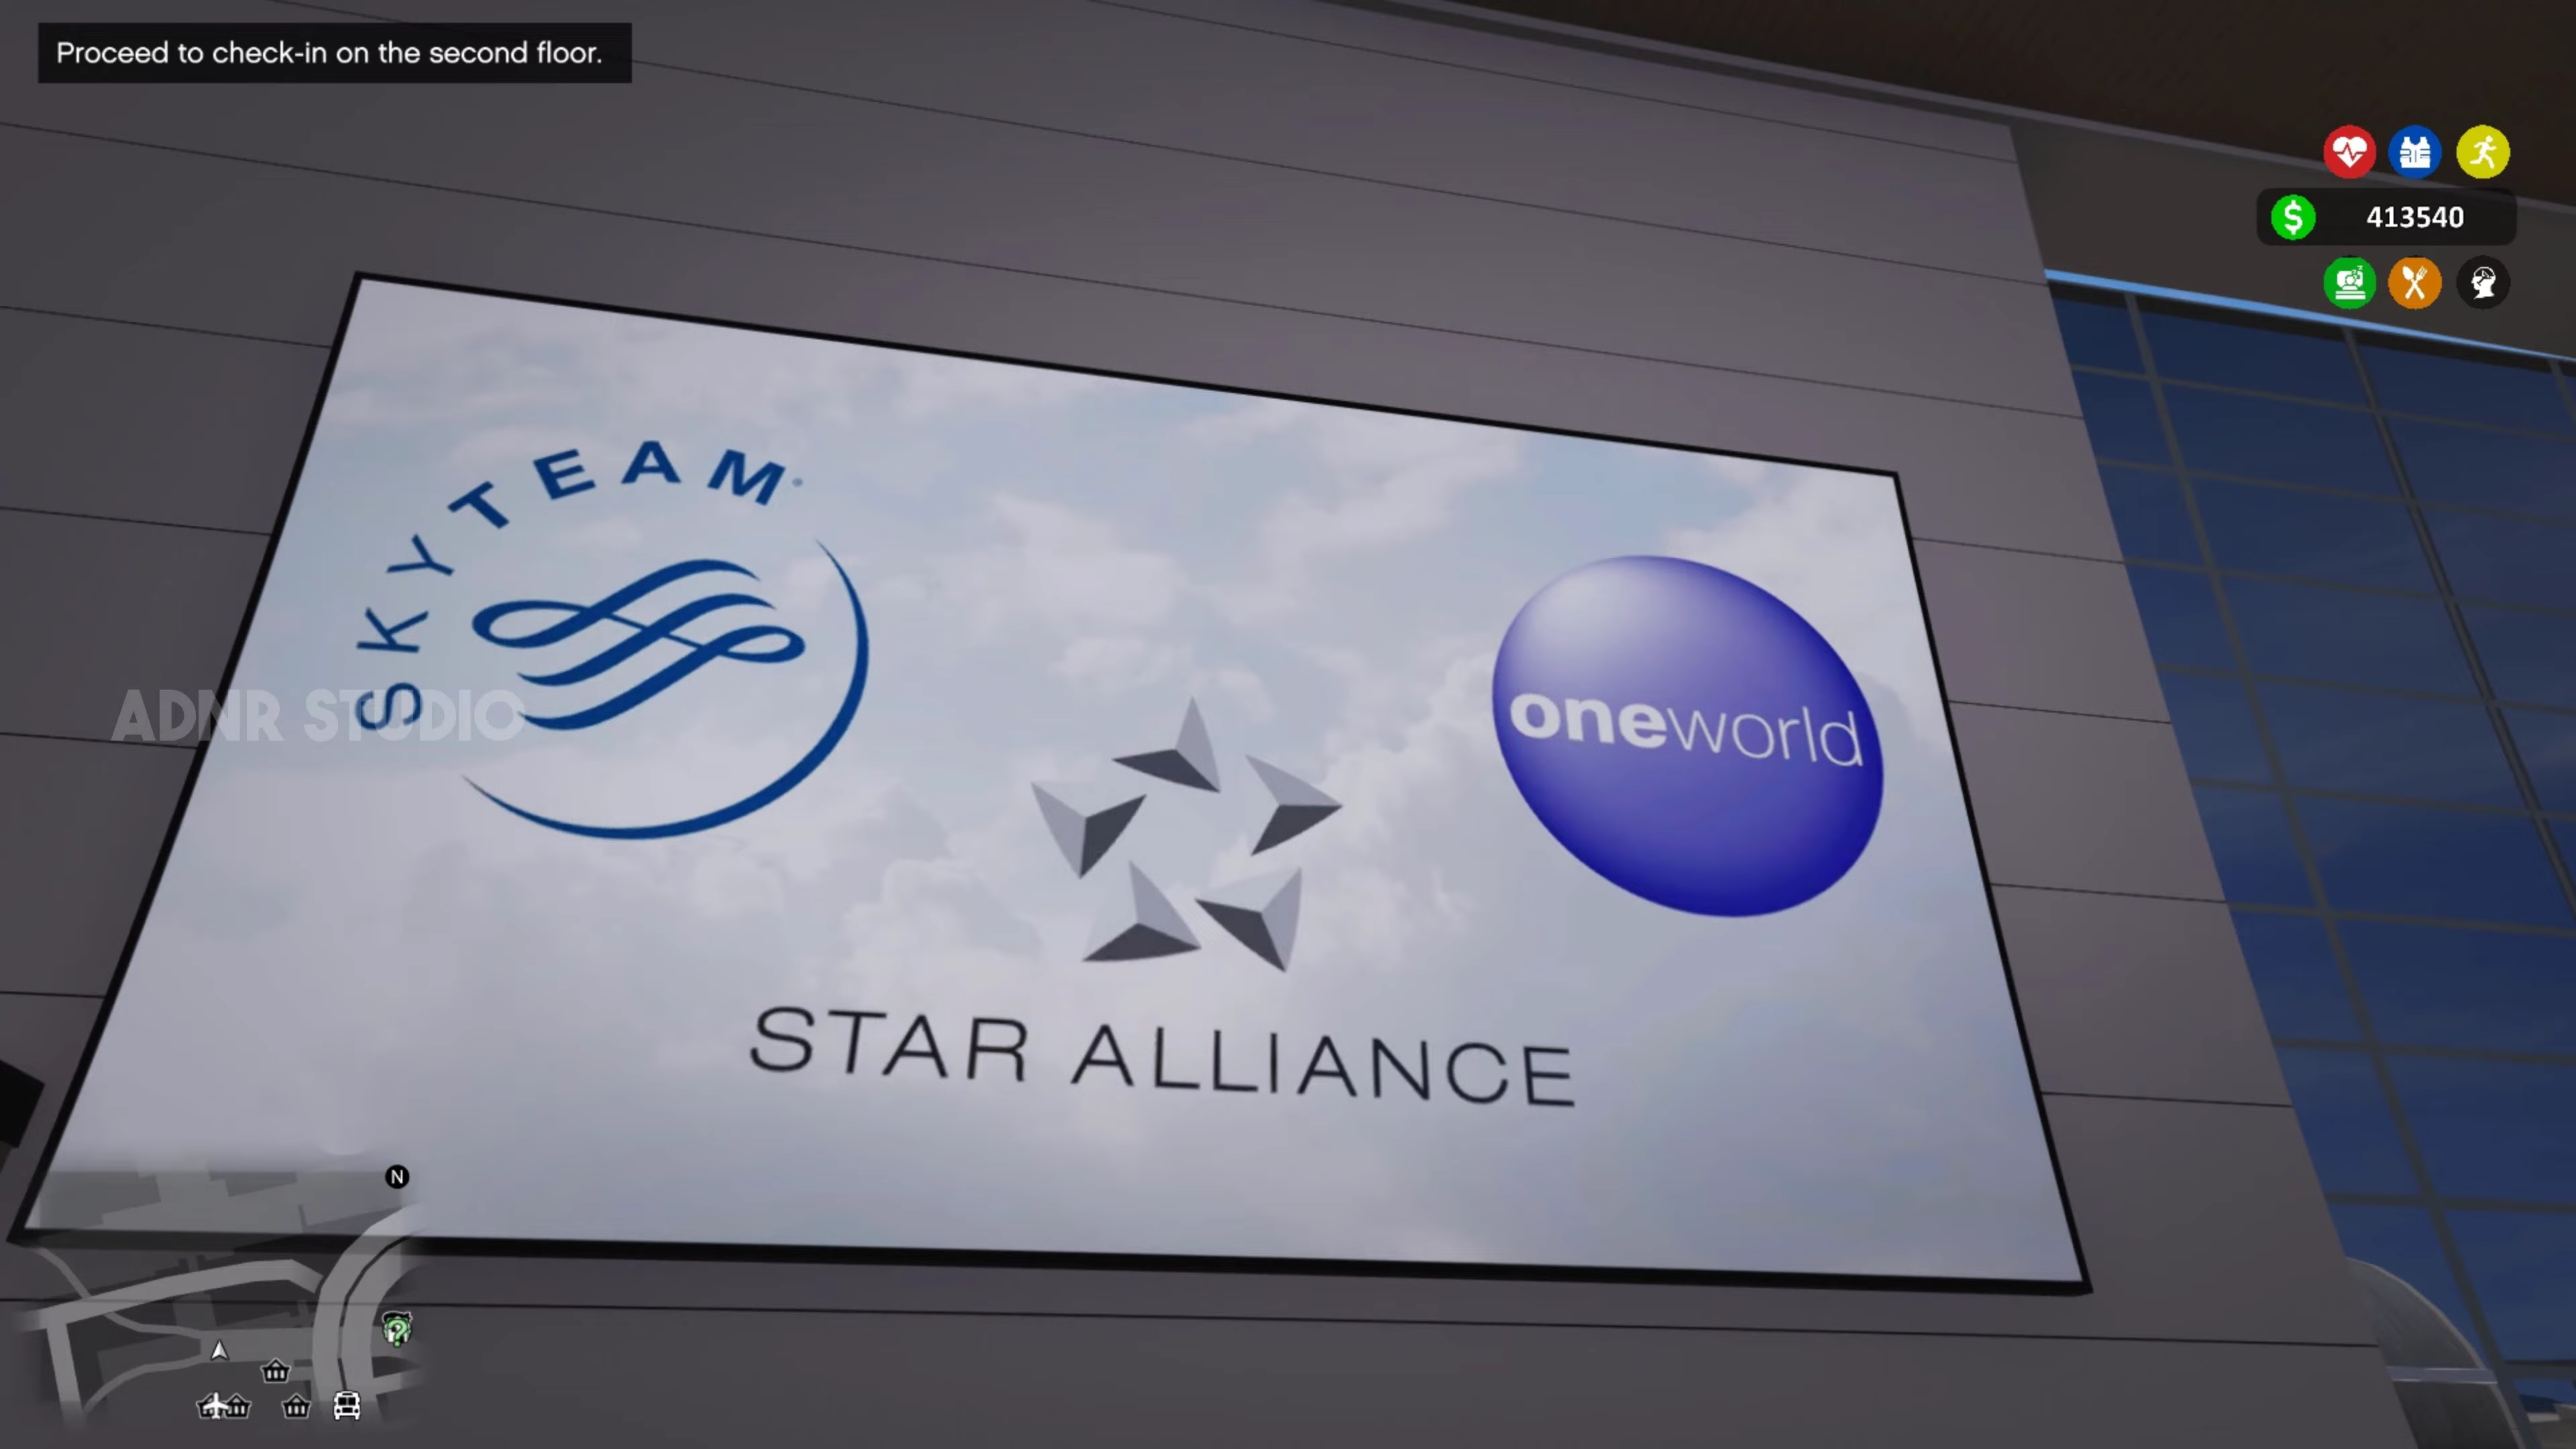 Proceed to check-in on the second floor.
413540
SKYTEAM
oneworld
ADNR STUDIO
STAR ALLIANCE
N